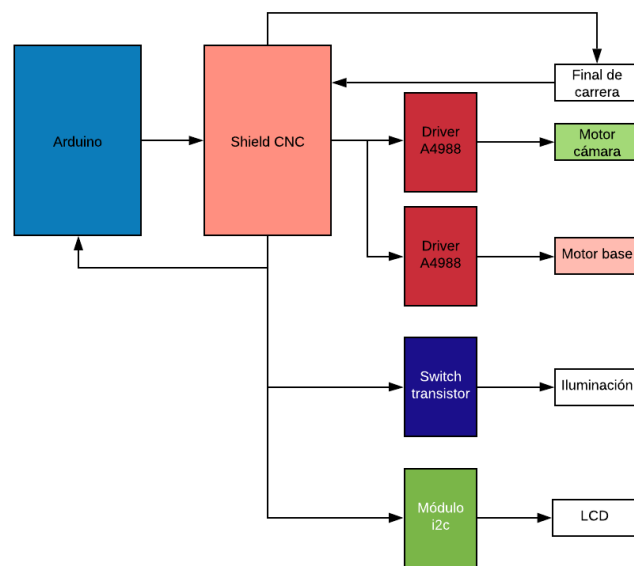 Final de
carrera
Arduino
Shield CNC
Driver
A4988
Motor
cámara
Driver
A4988
Motor base
Switch
transistor
Iluminación
Módulo
i2c
LCD